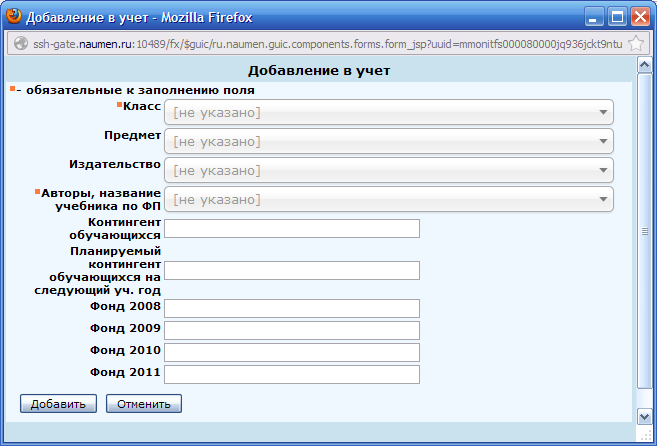 Добавление в учет - Mozilla Firefox
ssh-gate.naumen.ru:10489/fx/$guic/ru.naumen.guic.components.forms.form_jsp?uuid=mmonitfs000080000jq936jckt9ntu
Добавление в учет
- обязательные к заполнению поля
Класс [не указано]
Предмет [не указано]
Издательство [не указано]
Авторы, название
учебника по ФП [не указано]
Контингент
обучающихся
Планируемый
контингент
обучающихся на
следующий уч. год
Фонд 2008
Фонд 2009
Фонд 2010
Фонд 2011
Добавить Отменить